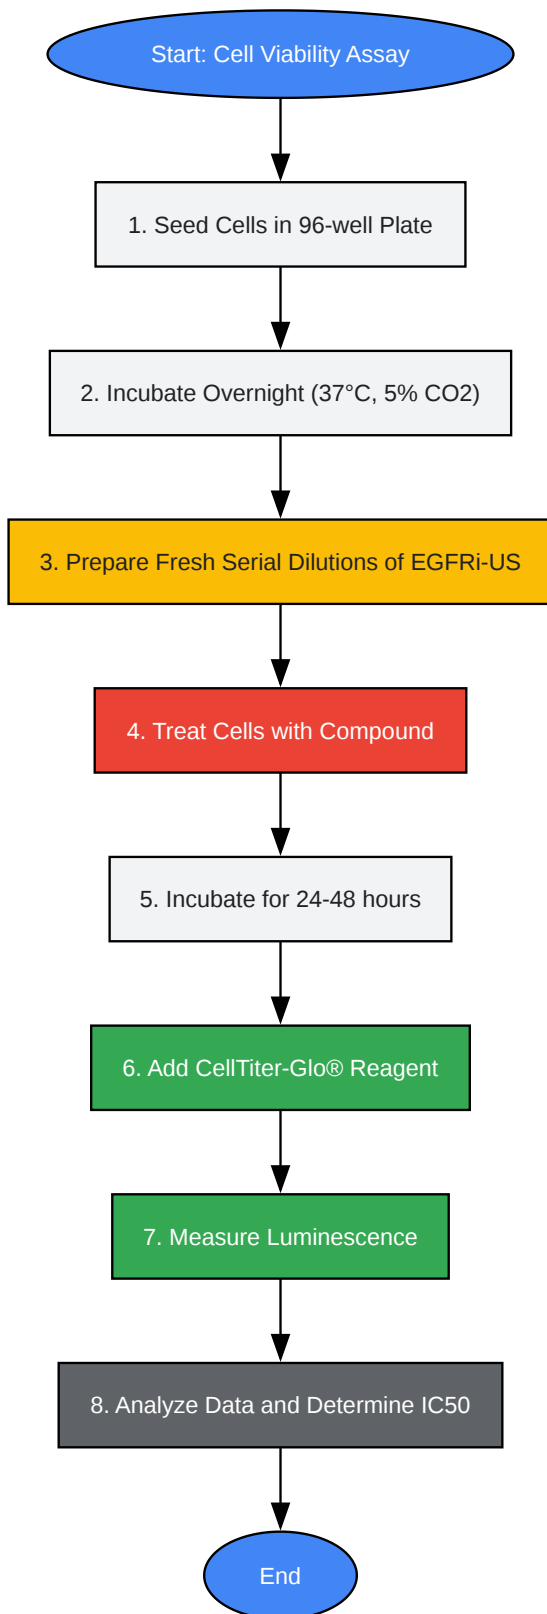 Start: Cell Viability Assay
1. Seed Cells in 96-well Plate
2. Incubate Overnight (37°C, 5% CO2)
3. Prepare Fresh Serial Dilutions of EGFRi-US
4. Treat Cells with Compound
5. Incubate for 24-48 hours
6. Add CellTiter-Glo® Reagent
7. Measure Luminescence
8. Analyze Data and Determine IC50
End